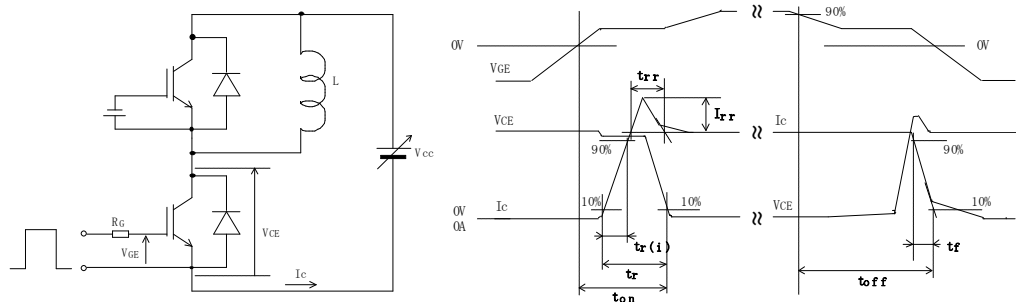 L
Vcc
RG
VGE
VCE
Ic
0V
90%
0V
VGE
trr
Irr
VCE
Ic
90%
90%
10%
10%
10%
Ic
VCE
0V
0A
tr(i)
tf
tr
toff
ton